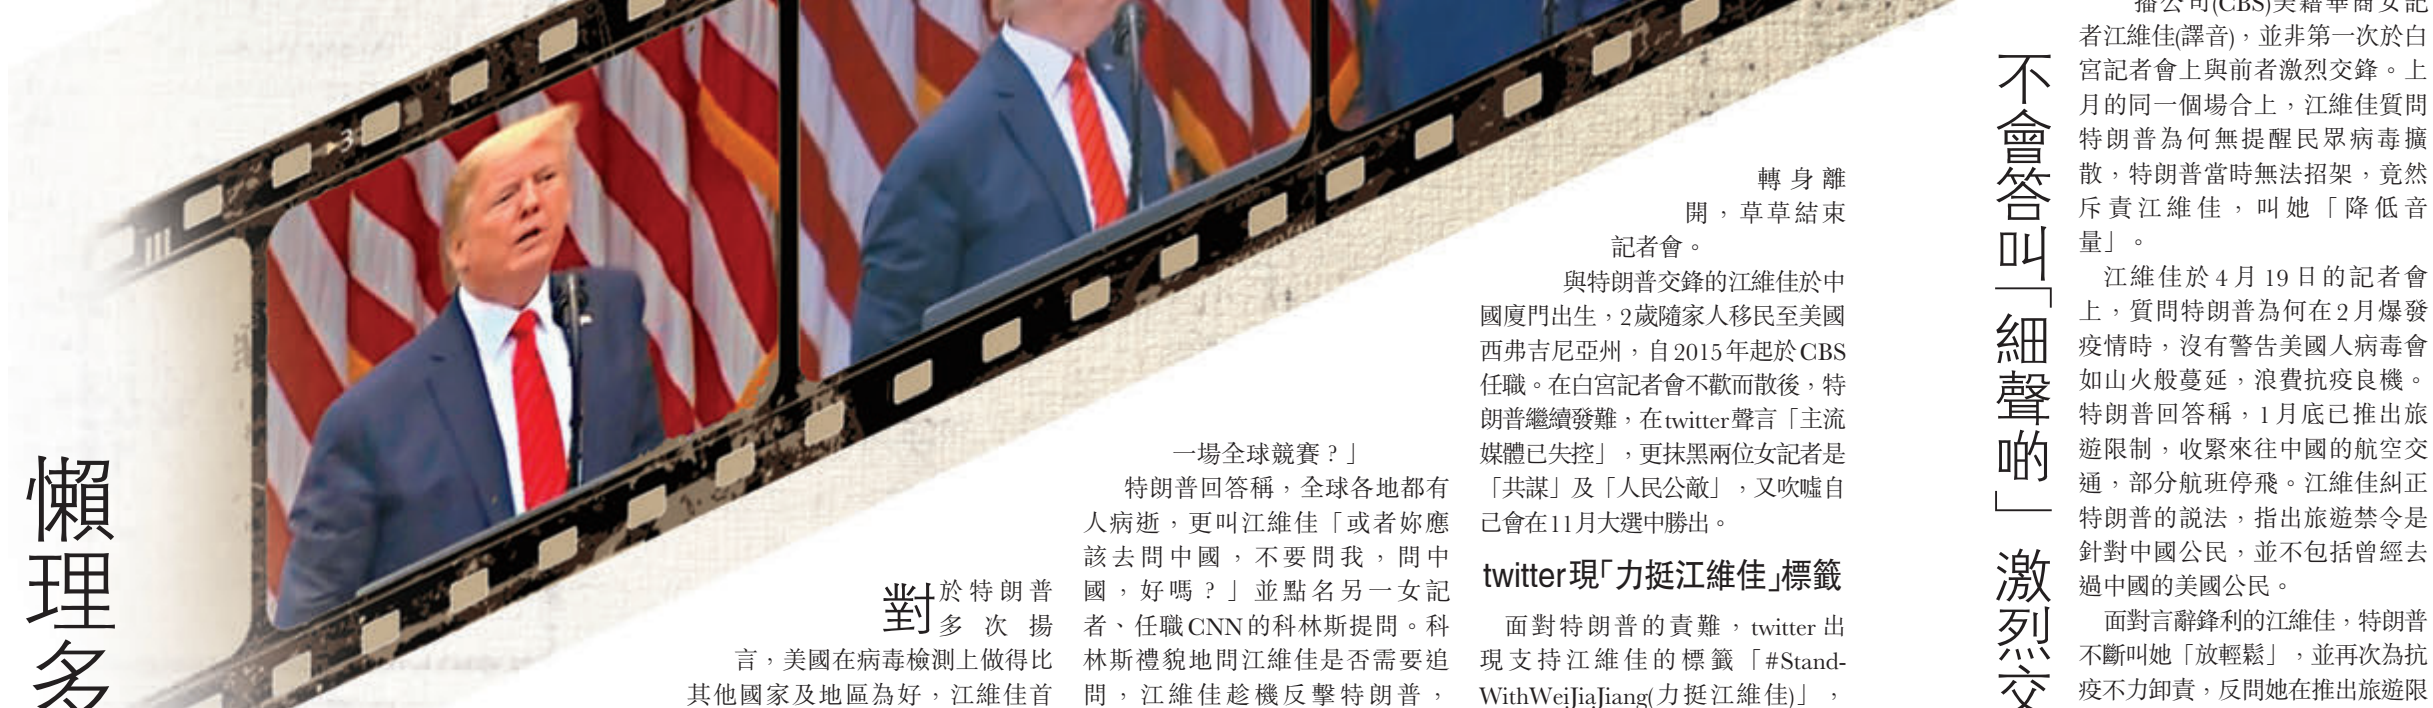 懶理多
對於特朗普
多次揚
言，美國在病毒檢測上做得比
其他國家及地區為好，江維佳首
一場全球競賽？」
特朗普回答稱，全球各地都有
人病逝，更叫江維佳「或者妳應
該去問中國，不要問我，問中
國，好嗎？」並點名另一女記
者、任職CNN的科林斯提問。科
林斯禮貌地問江維佳是否需要追
問，江維佳趁機反擊特朗普，
轉身離
開，草草結束
記者會。
與特朗普交鋒的江維佳於中
國廈門出生，2歲隨家人移民至美國
西弗吉尼亞州，自2015年起於CBS
任職。在白宮記者會不歡而散後，特
朗普繼續發難，在twitter聲言「主流
媒體已失控」，更抹黑兩位女記者是
「共謀」及「人民公敵」，又吹噓自
己會在11月大選中勝出。
twitter現「力挺江維佳」標籤
面對特朗普的責難，twitter出
現支持江維佳的標籤「#Stand-
WithWeiJiaJiang(力挺江維佳)」，
不會答叫「細聲啲」 激烈交
播公司(CBS)美籍華裔女記
者江維佳(譯音)，並非第一次於白
宮記者會上與前者激烈交鋒。上
月的同一個場合上，江維佳質問
特朗普為何無提醒民眾病毒擴
散，特朗普當時無法招架，竟然
斥責江維佳，叫她「降低音
量」。
江維佳於4月19日的記者會
上，質問特朗普為何在2月爆發
疫情時，沒有警告美國人病毒會
如山火般蔓延，浪費抗疫良機。
特朗普回答稱，1月底已推出旅
遊限制，收緊來往中國的航空交
通，部分航班停飛。江維佳糾正
特朗普的說法，指出旅遊禁令是
針對中國公民，並不包括曾經去
過中國的美國公民。
面對言辭鋒利的江維佳，特朗普
不斷叫她「放輕鬆」，並再次為抗
疫不力卸責，反問她在推出旅遊限